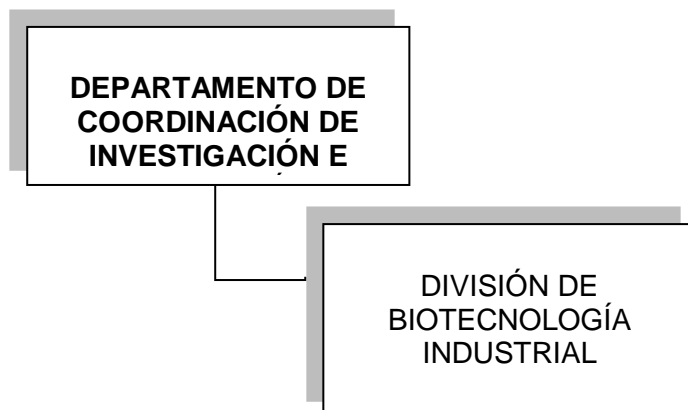 DEPARTAMENTO DE
COORDINACIÓN DE
INVESTIGACIÓN E
DIVISIÓN DE
BIOTECNOLOGÍA
INDUSTRIAL